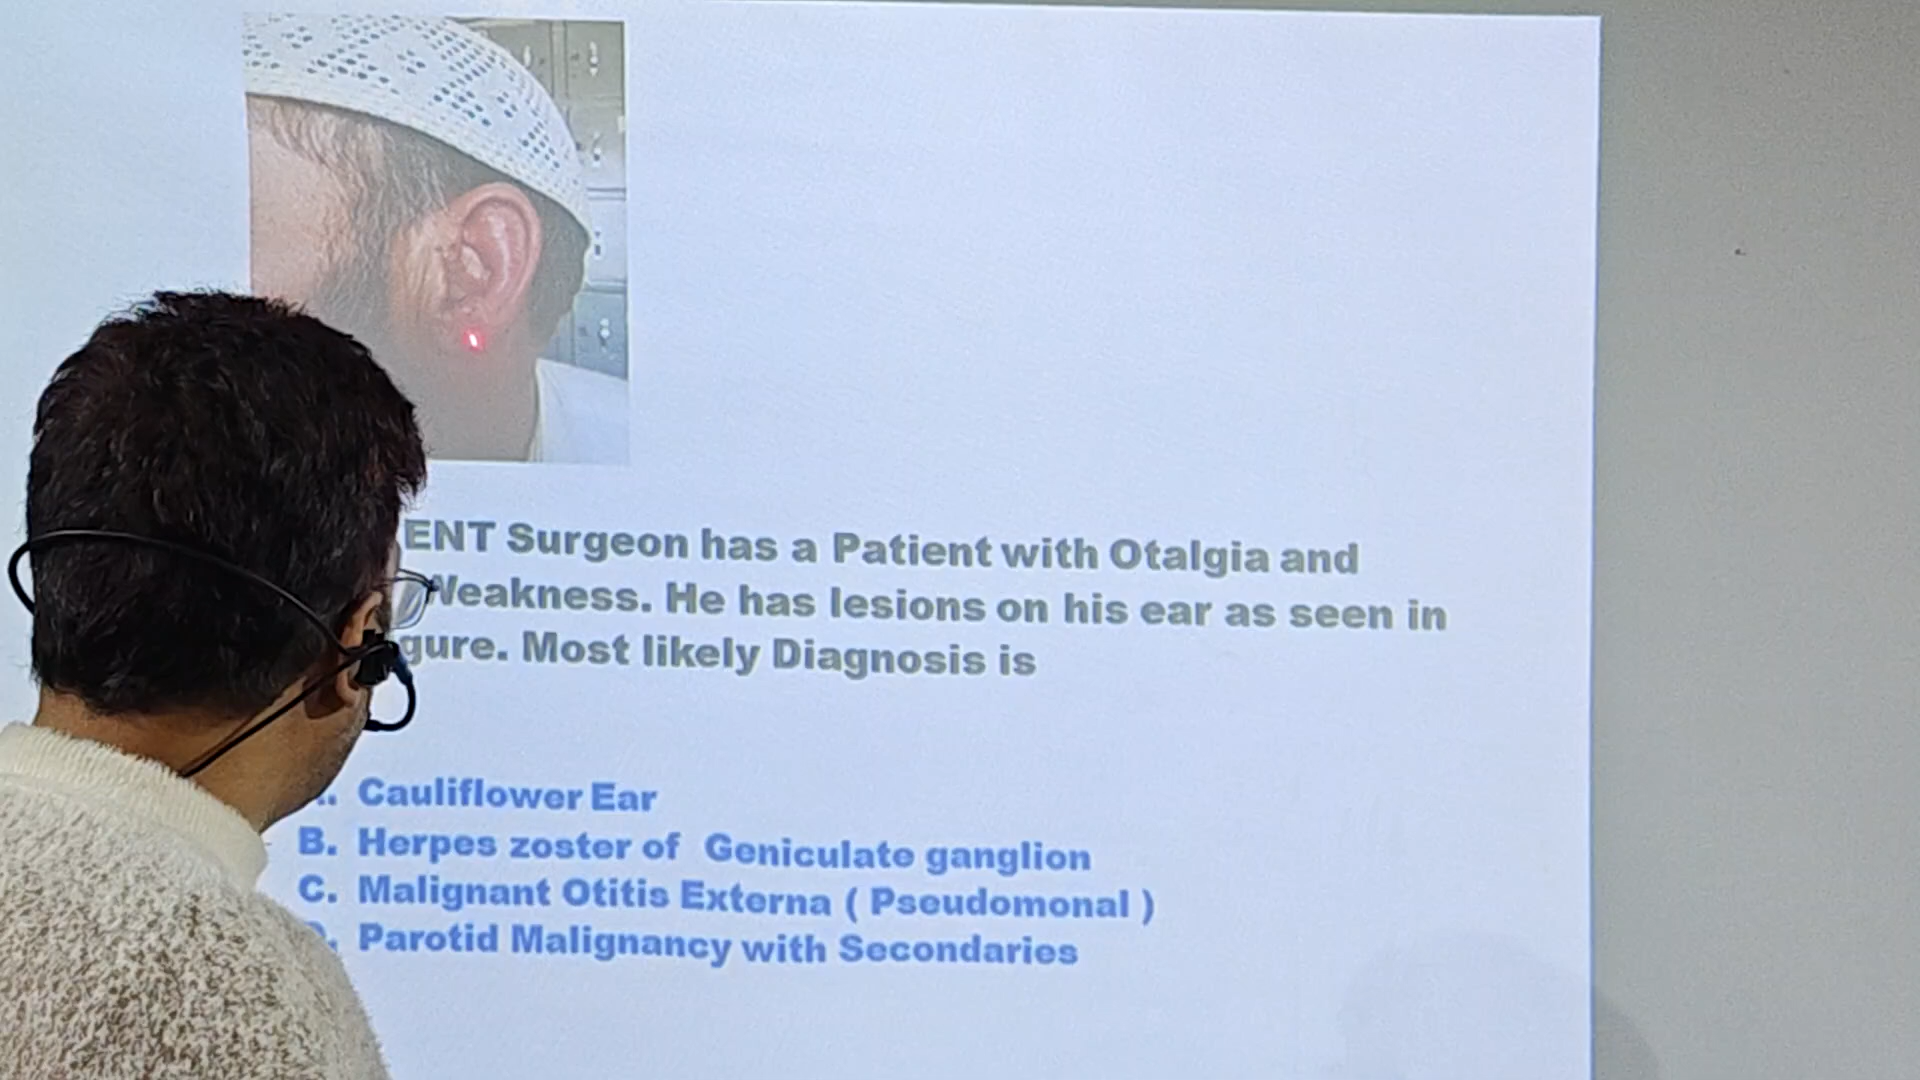 ENT Surgeon has a Patient with Otalgia and
Weakness. He has lesions on his ear as seen in
gure. Most likely Diagnosis is
. Cauliflower Ear
B. Herpes zoster of Geniculate ganglion
C. Malignant Otitis Externa ( Pseudomonal )
. Parotid Malignancy with Secondaries